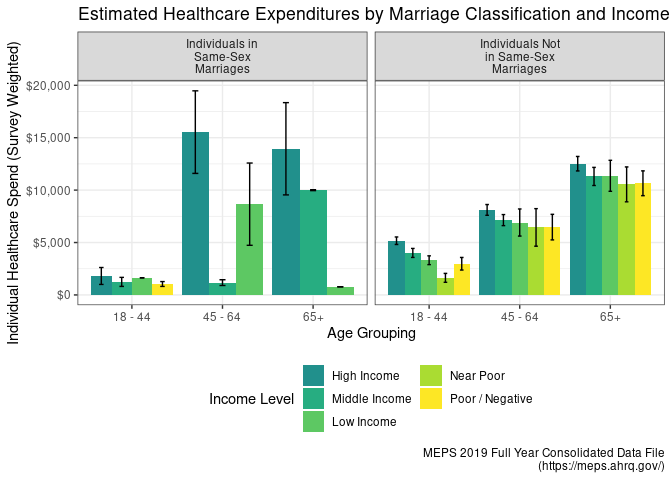 Estimated Healthcare Expenditures by Marriage Classification and Income
Individuals in
Same-Sex
Marriages
Individuals Not
in Same-Sex
Marriages
Individual Healthcare Spend (Survey Weighted)
$20,000
$15,000
$10,000
$5,000
$0
18 - 44
45 - 64
65+
18 - 44
45 - 64
65+
Age Grouping
Income Level
High Income
Middle Income
Low Income
Near Poor
Poor / Negative
MEPS 2019 Full Year Consolidated Data File
(https://meps.ahrq.gov/)